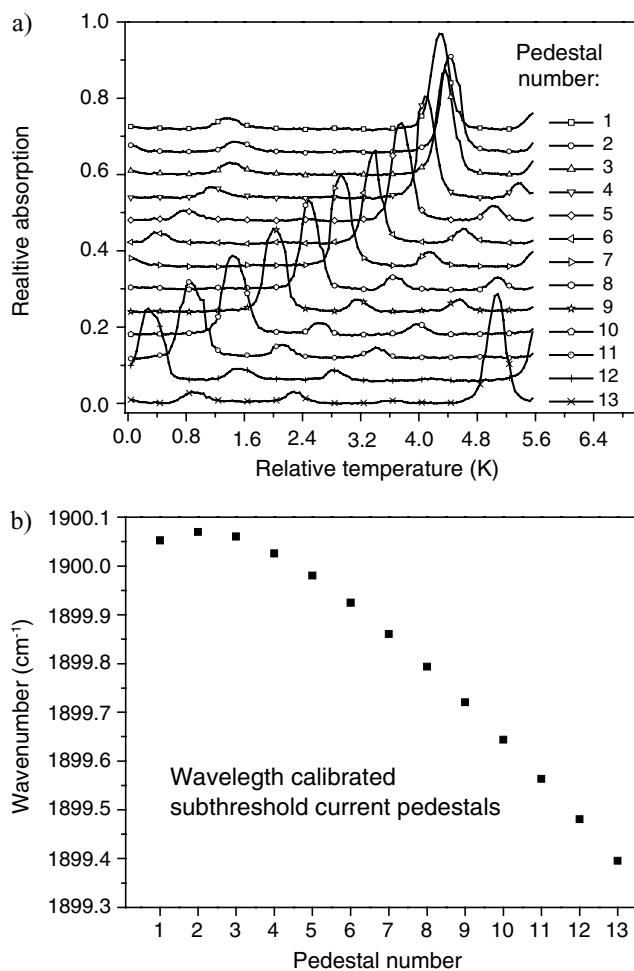 a)
Realtive absorption
1.0
0.8
0.6
0.4
0.2
0.0
0.0 0.8 1.6 2.4 3.2 4.0 4.8 5.6 6.4
Relative temperature (K)
Pedestal
number:
1
2
3
4
5
6
7
8
9
10
11
12
13
b)
Wavenumber (cm⁻¹)
1900.1
1900.0
1899.9
1899.8
1899.7
1899.6
1899.5
1899.4
1899.3
Wavelegth calibrated
subthreshold current pedestals
1 2 3 4 5 6 7 8 9 10 11 12 13
Pedestal number